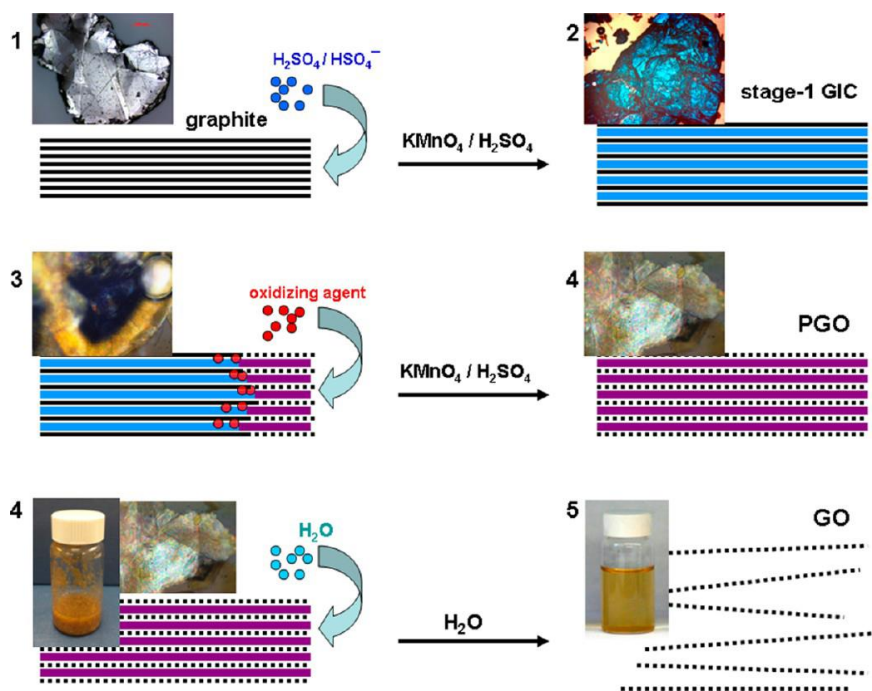 1
H₂SO₄ / HSO₄⁻
graphite
KMnO₄ / H₂SO₄
2
stage-1 GIC
3
oxidizing agent
KMnO₄ / H₂SO₄
4
PGO
4
H₂O
H₂O
5
GO